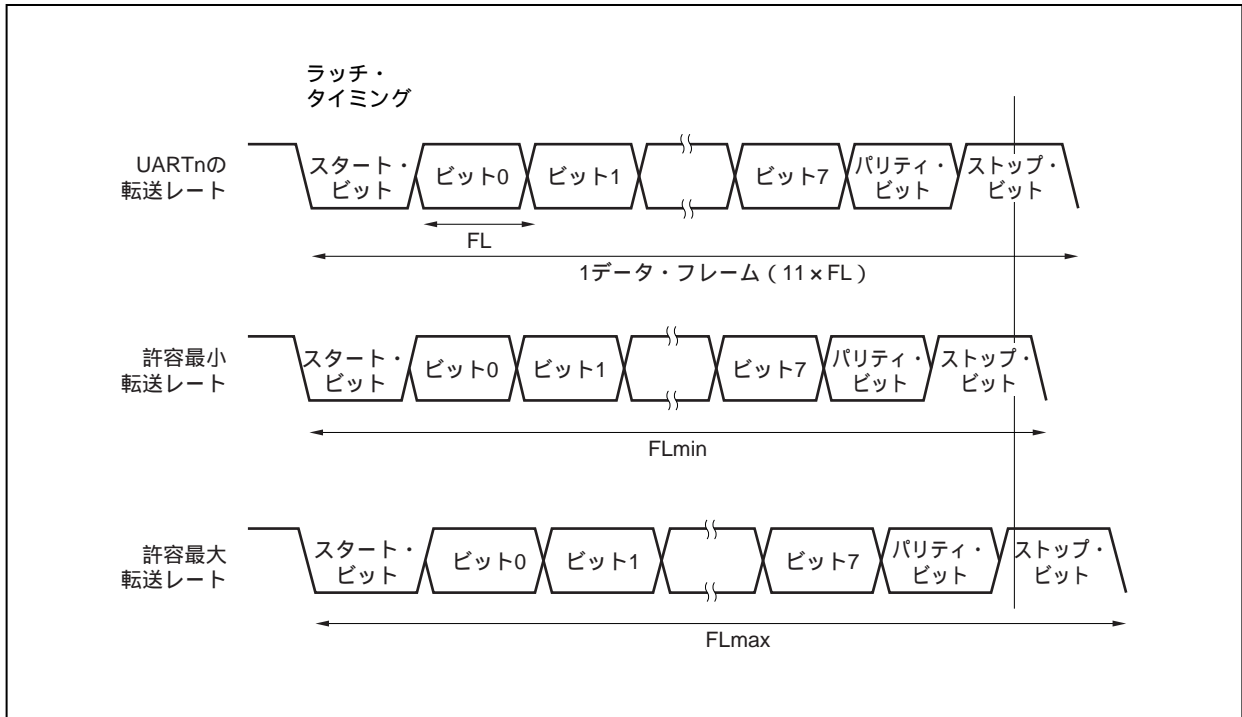 ラッチ・
タイミング
UARTnの
転送レート
スタート・
ビット
ビット0
ビット1
ビット7
パリティ・
ビット
ストップ・
ビット
FL
1データ・フレーム(11×FL)
許容最小
転送レート
スタート・
ビット
ビット0
ビット1
ビット7
パリティ・
ビット
ストップ・
ビット
FLmin
許容最大
転送レート
スタート・
ビット
ビット0
ビット1
ビット7
パリティ・
ビット
ストップ・
ビット
FLmax